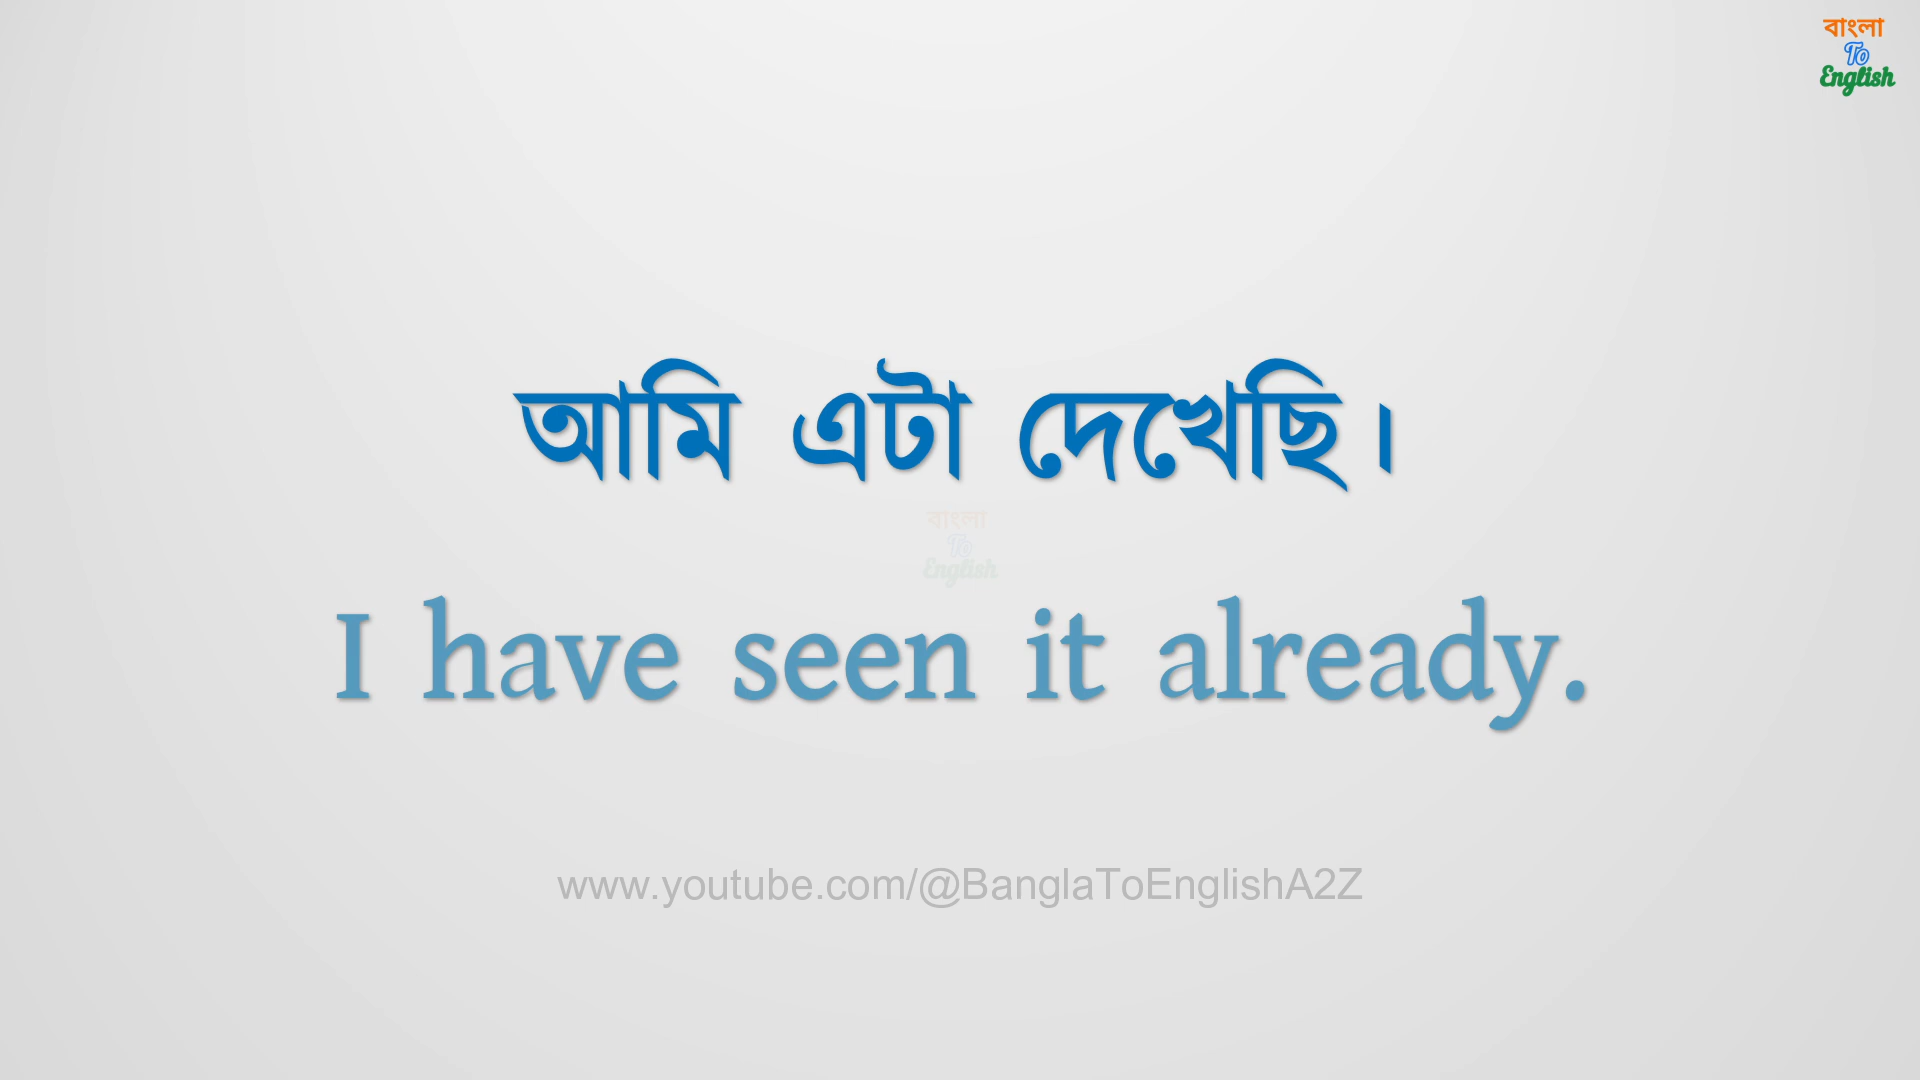 বাংলা
To
English
আমি এটা দেখেছি।
বাংলা
To
English
I have seen it already.
www.youtube.com/@BanglaToEnglishA2Z